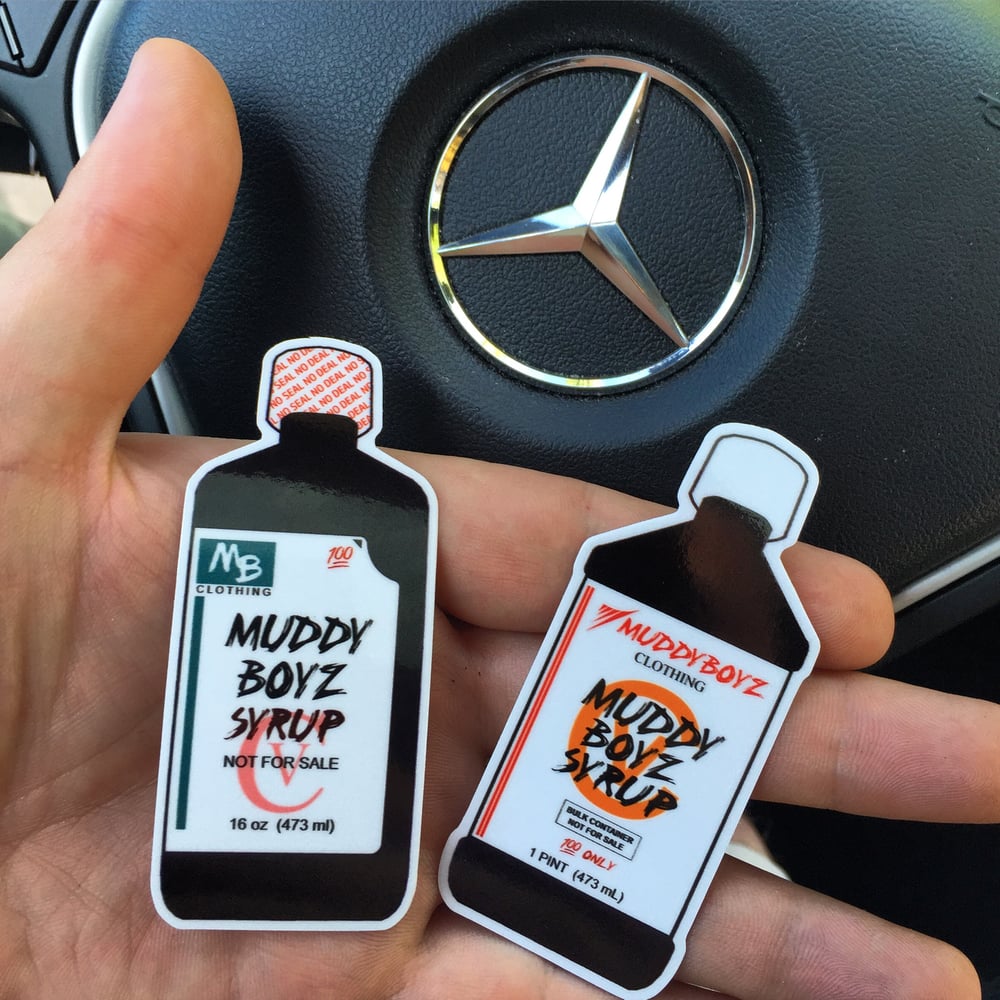 SEAL NO DEAL
NO SEAL NO DEAL NO
MB
CLOTHING
100
MUDDY
BOYZ
SYRUP
CV
NOT FOR SALE
16 oz (473 ml)
MUDDYBOYZ
CLOTHING
MUDDY
BOYZ
SYRUP
BULK CONTAINER
NOT FOR SALE
100 ONLY
1 PINT (473 mL)